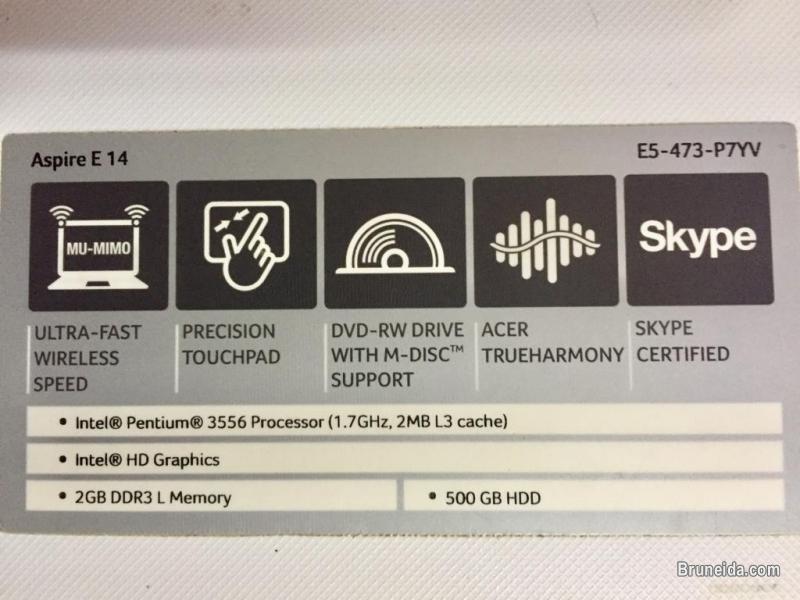 Aspire E 14
E5-473-P7YV
MU-MIMO
Skype
ULTRA-FAST
WIRELESS
SPEED
PRECISION
TOUCHPAD
DVD-RW DRIVE
WITH M-DISC™
SUPPORT
ACER
TRUEHARMONY
SKYPE
CERTIFIED
• Intel® Pentium® 3556 Processor (1.7GHz, 2MB L3 cache)
• Intel® HD Graphics
• 2GB DDR3 L Memory
• 500 GB HDD
Bruneida.com